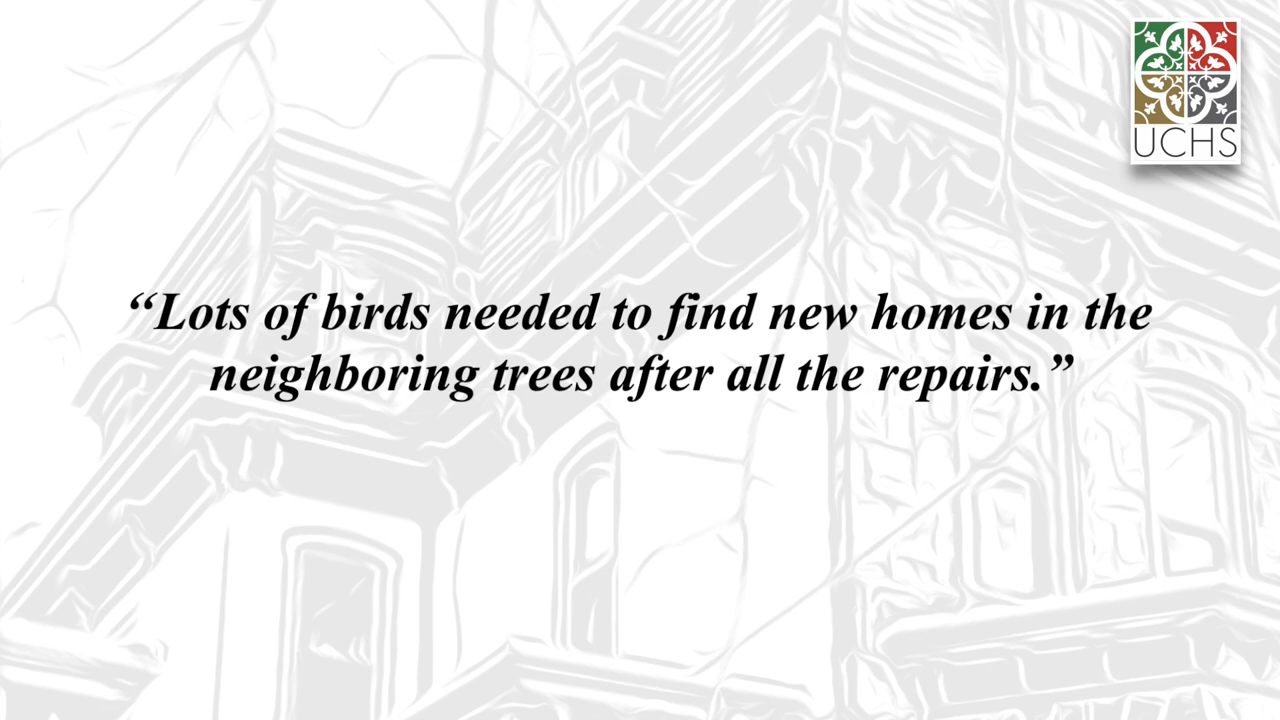 UCHS
“Lots of birds needed to find new homes in the
neighboring trees after all the repairs.”